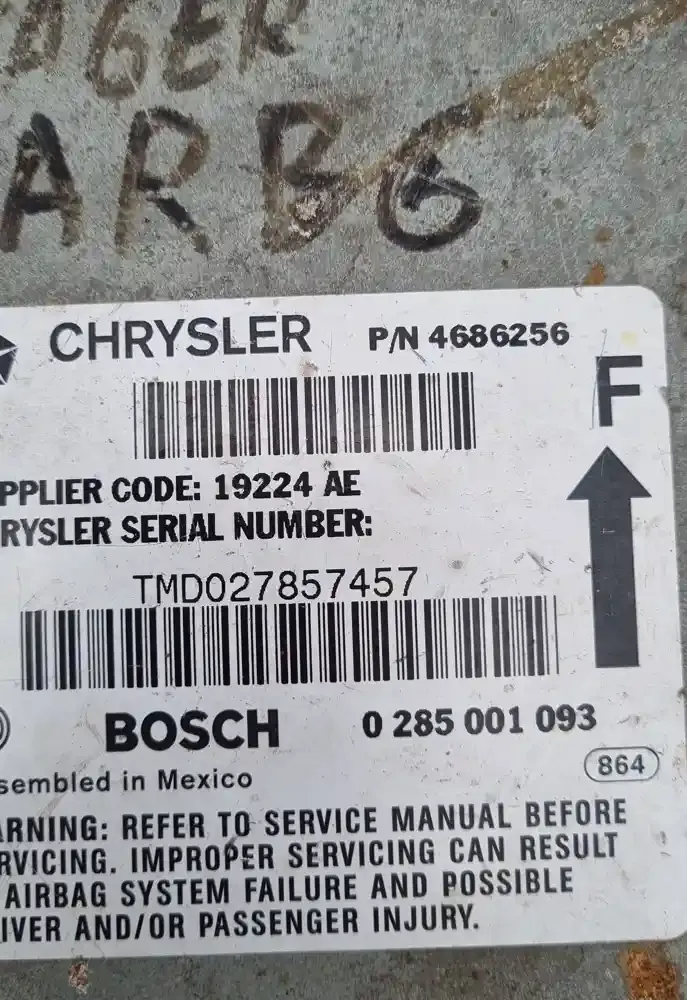 GER
ARBG
CHRYSLER P/N 4686256
F
PPLIER CODE: 19224 AE
RYSLER SERIAL NUMBER:
TMD027857457
BOSCH 0 285 001 093
sembled in Mexico 864
ARNING: REFER TO SERVICE MANUAL BEFORE
RVICING. IMPROPER SERVICING CAN RESULT
AIRBAG SYSTEM FAILURE AND POSSIBLE
IVER AND/OR PASSENGER INJURY.